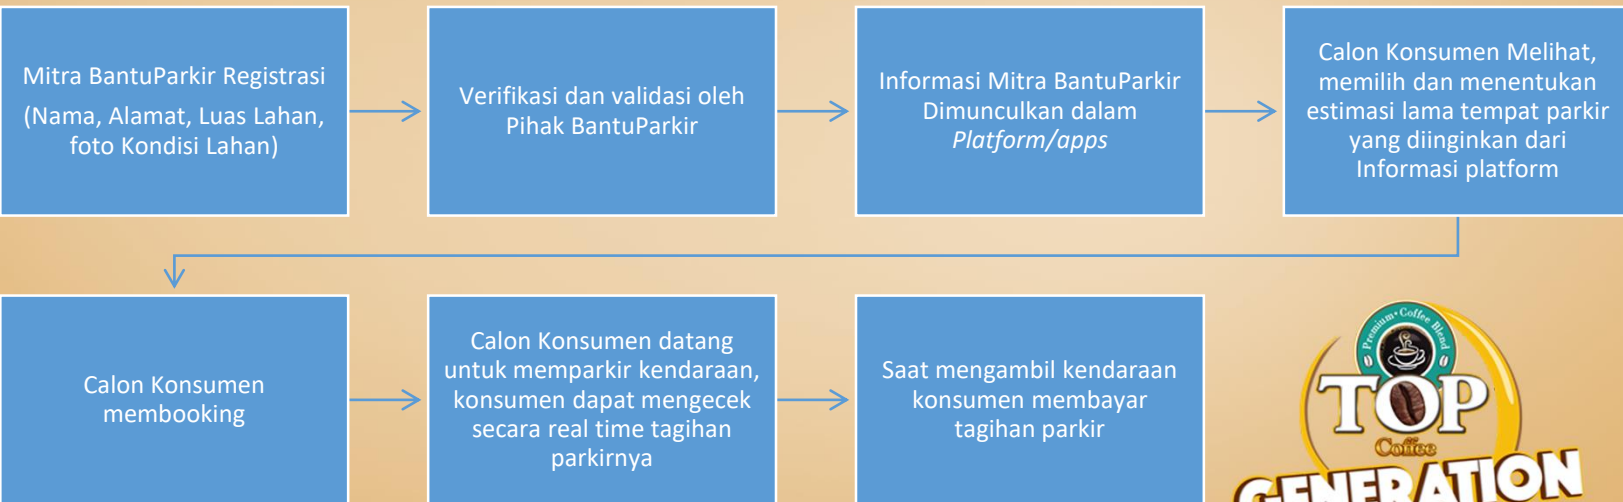 Mitra BantuParkir Registrasi
(Nama, Alamat, Luas Lahan,
foto Kondisi Lahan)
Verifikasi dan validasi oleh
Pihak BantuParkir
Informasi Mitra BantuParkir
Dimunculkan dalam
Platform/apps
Calon Konsumen Melihat,
memilih dan menentukan
estimasi lama tempat parkir
yang diinginkan dari
Informasi platform
Calon Konsumen
membooking
Calon Konsumen datang
untuk memparkir kendaraan,
konsumen dapat mengecek
secara real time tagihan
parkirnya
Saat mengambil kendaraan
konsumen membayar
tagihan parkir
Premium • Coffee Blend
TOP
Coffee
GENERATION